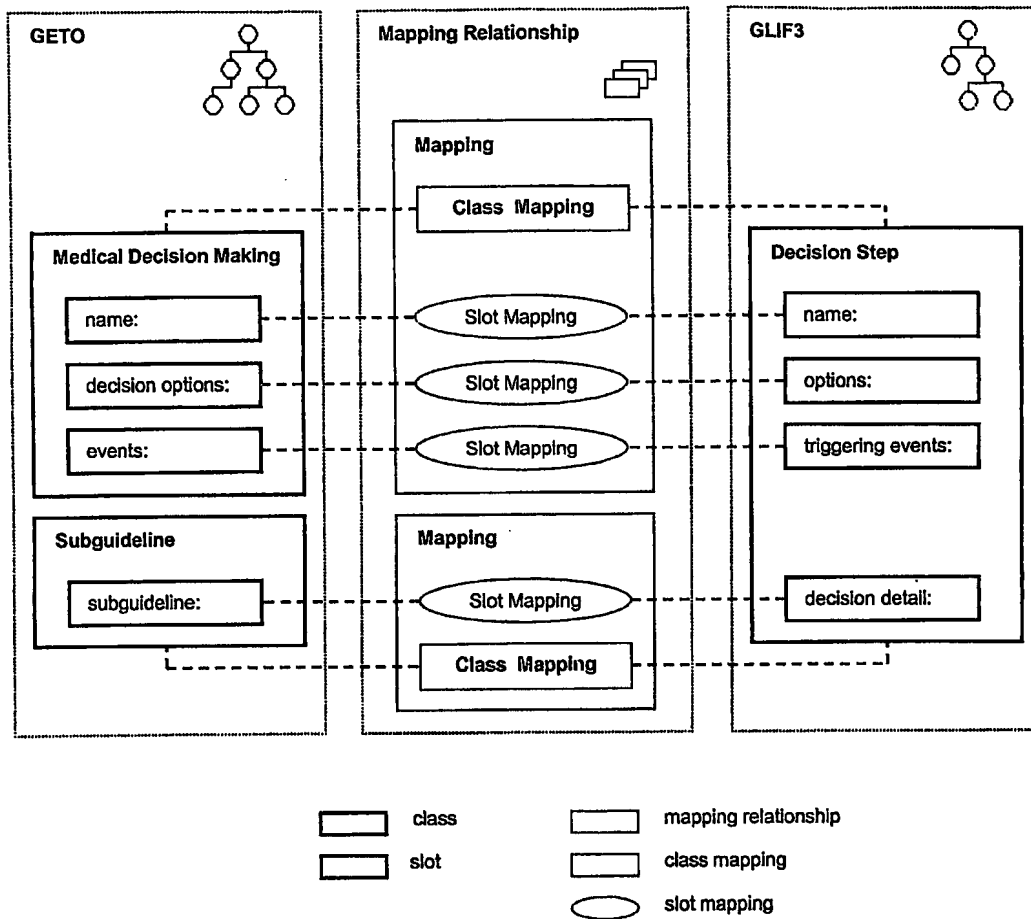 GETO
Mapping Relationship
GLIF3
Mapping
Class Mapping
Medical Decision Making
Decision Step
name:
Slot Mapping
name:
decision options:
Slot Mapping
options:
events:
Slot Mapping
triggering events:
Subguideline
Mapping
subguideline:
Slot Mapping
decision detail:
Class Mapping
class
mapping relationship
slot
class mapping
slot mapping